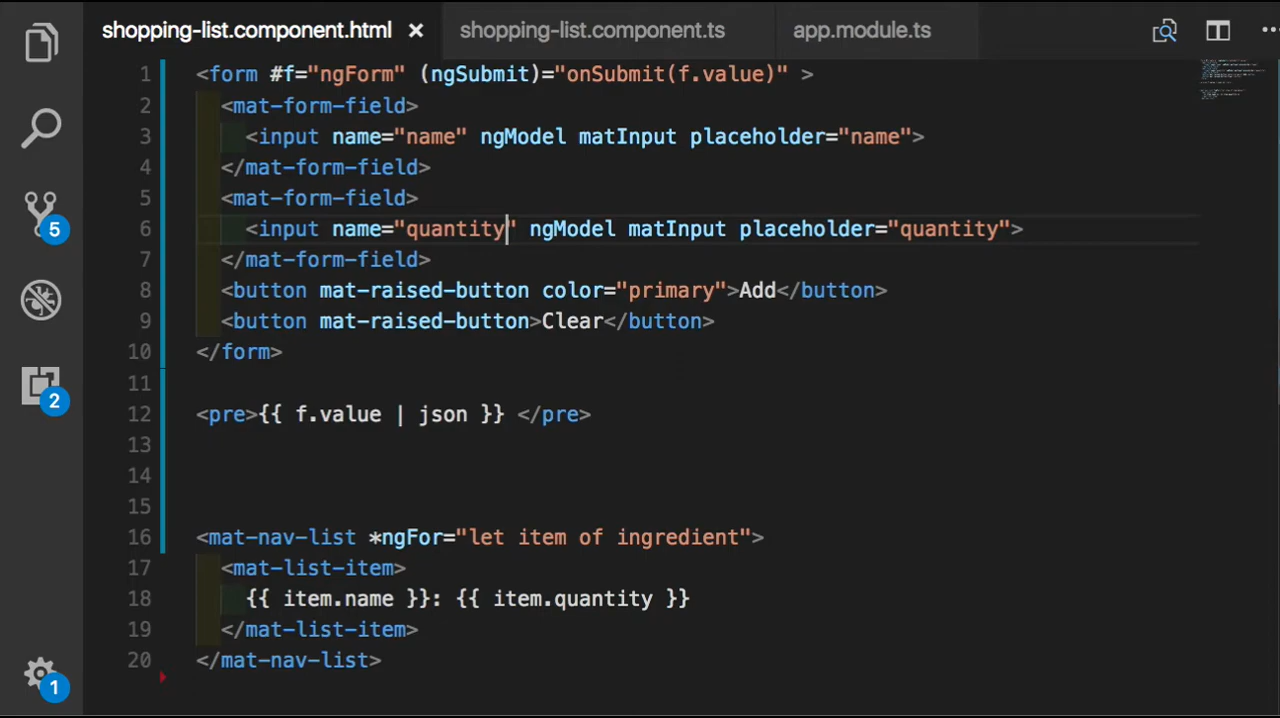 shopping-list.component.html × shopping-list.component.ts app.module.ts
1 <form #f="ngForm" (ngSubmit)="onSubmit(f.value)" >
2 <mat-form-field>
3 <input name="name" ngModel matInput placeholder="name">
4 </mat-form-field>
5 <mat-form-field>
6 <input name="quantity" ngModel matInput placeholder="quantity">
7 </mat-form-field>
8 <button mat-raised-button color="primary">Add</button>
9 <button mat-raised-button>Clear</button>
10 </form>
11
12 <pre>{{ f.value | json }} </pre>
13
14
15
16 <mat-nav-list *ngFor="let item of ingredient">
17 <mat-list-item>
18 {{ item.name }}: {{ item.quantity }}
19 </mat-list-item>
20 </mat-nav-list>
5
2
1